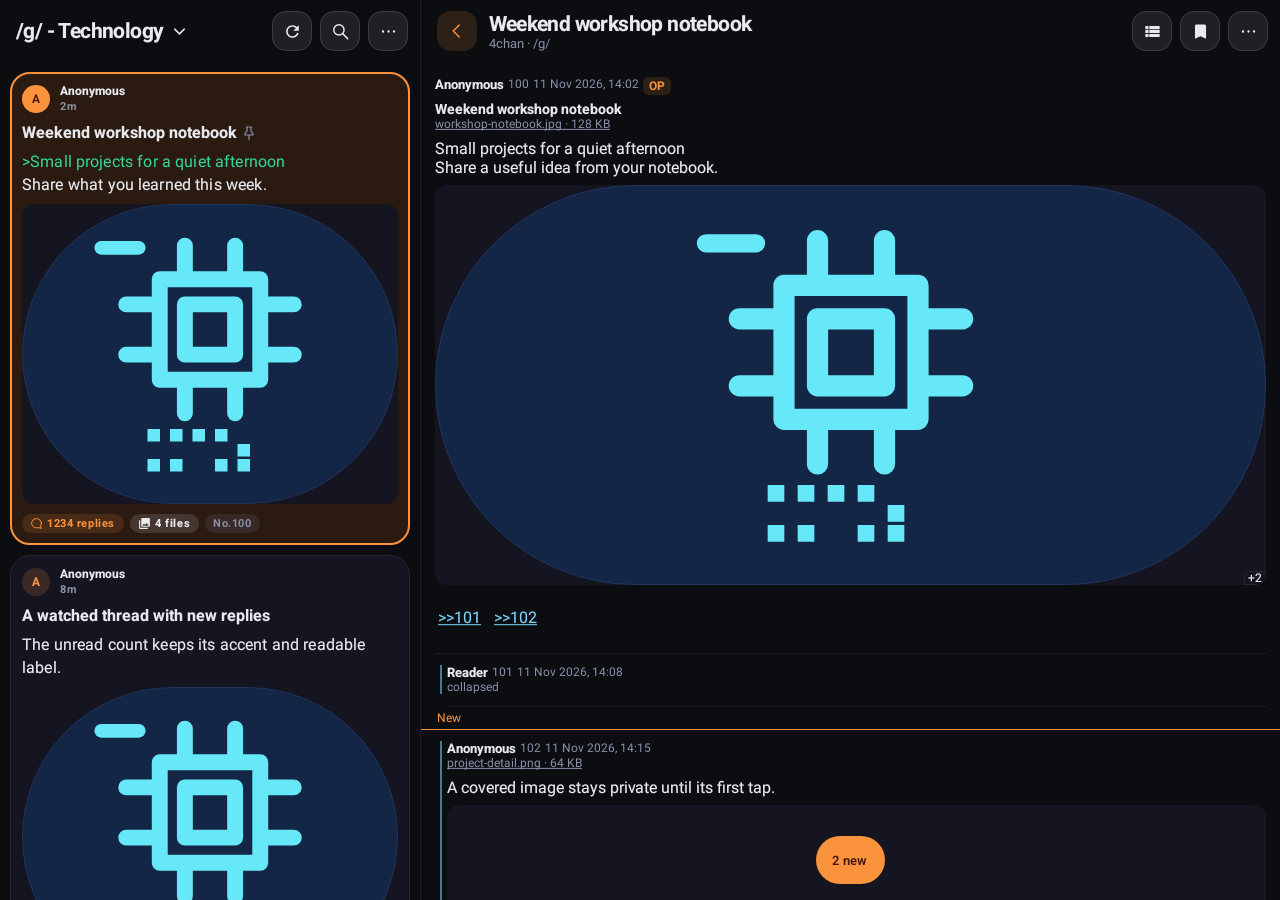 /g/ - Technology
A
Anonymous
2m
Weekend workshop notebook
>Small projects for a quiet afternoon
Share what you learned this week.
1234 replies
4 files
No.100
A
Anonymous
8m
A watched thread with new replies
The unread count keeps its accent and readable
label.
Weekend workshop notebook
4chan · /g/
Anonymous 100 11 Nov 2026, 14:02 OP
Weekend workshop notebook
workshop-notebook.jpg · 128 KB
Small projects for a quiet afternoon
Share a useful idea from your notebook.
+2
>>101 >>102
Reader 101 11 Nov 2026, 14:08
collapsed
New
Anonymous 102 11 Nov 2026, 14:15
project-detail.png · 64 KB
A covered image stays private until its first tap.
2 new